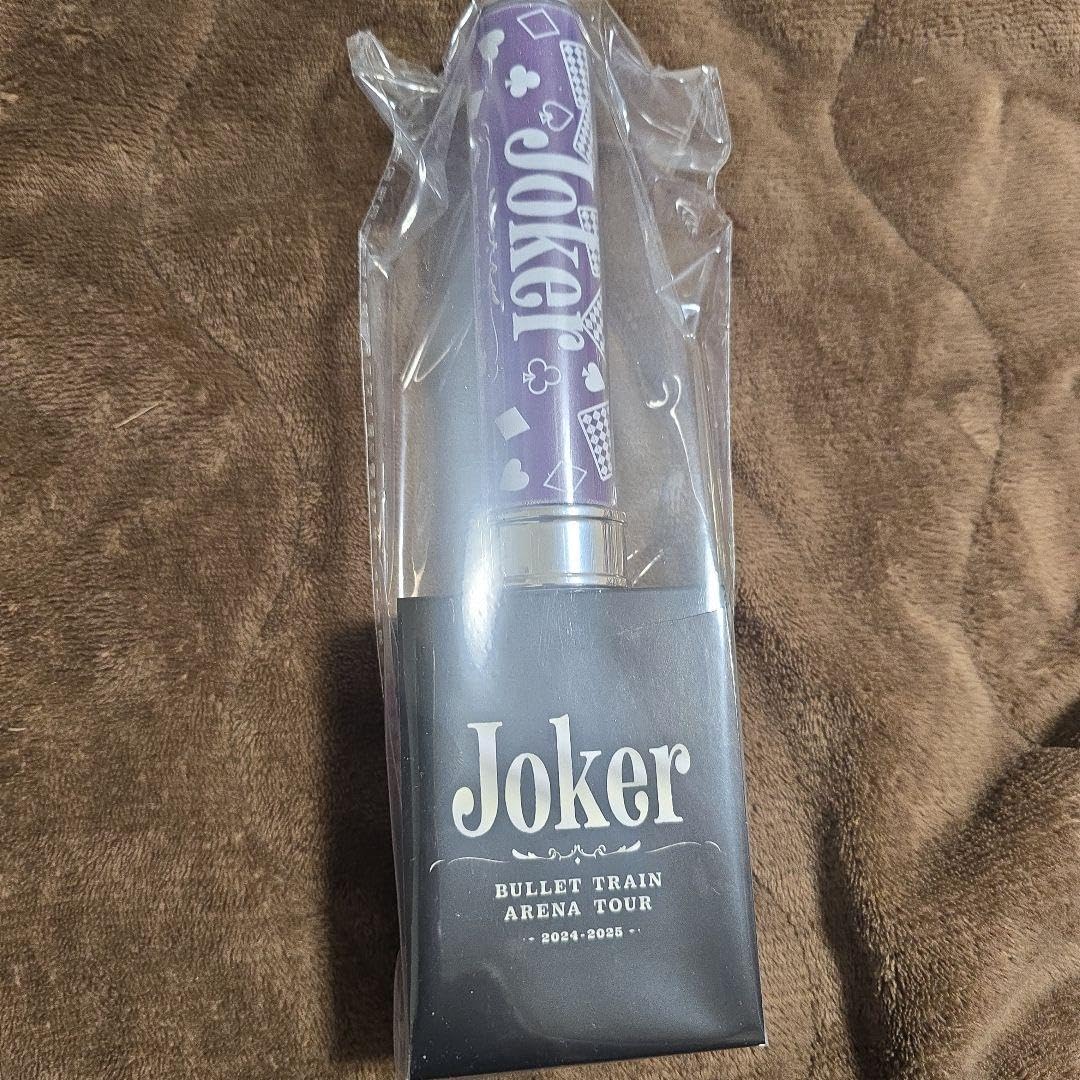 Joker
Joker
BULLET TRAIN
ARENA TOUR
2024-2025